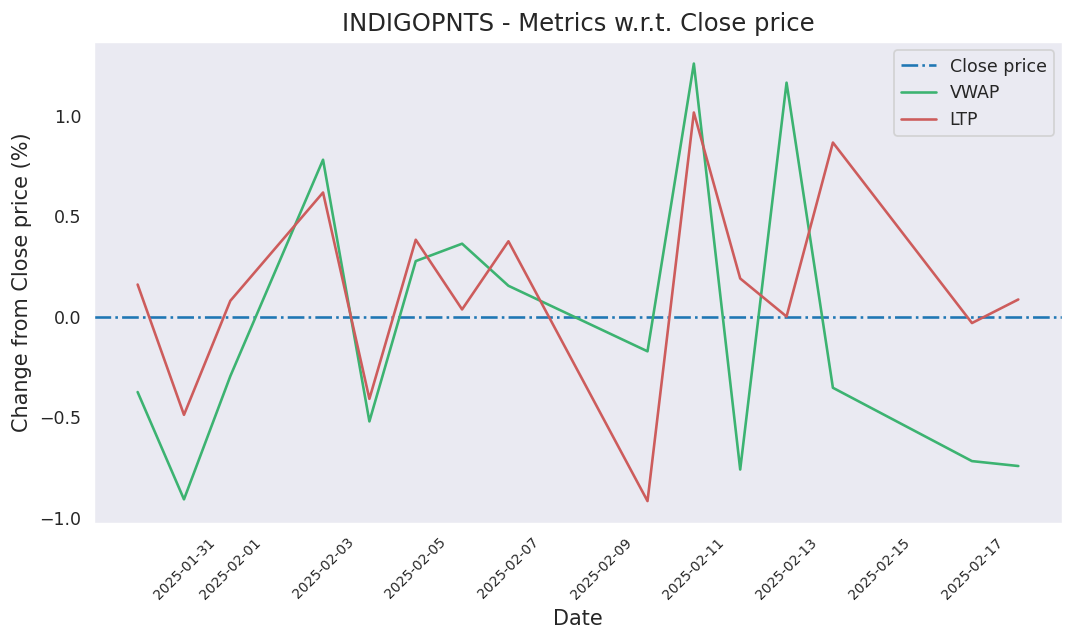 INDIGOPNTS - Metrics w.r.t. Close price
Close price
VWAP
LTP
Change from Close price (%)
1.0
0.5
0.0
−0.5
−1.0
2025-01-31
2025-02-01
2025-02-03
2025-02-05
2025-02-07
2025-02-09
2025-02-11
2025-02-13
2025-02-15
2025-02-17
Date